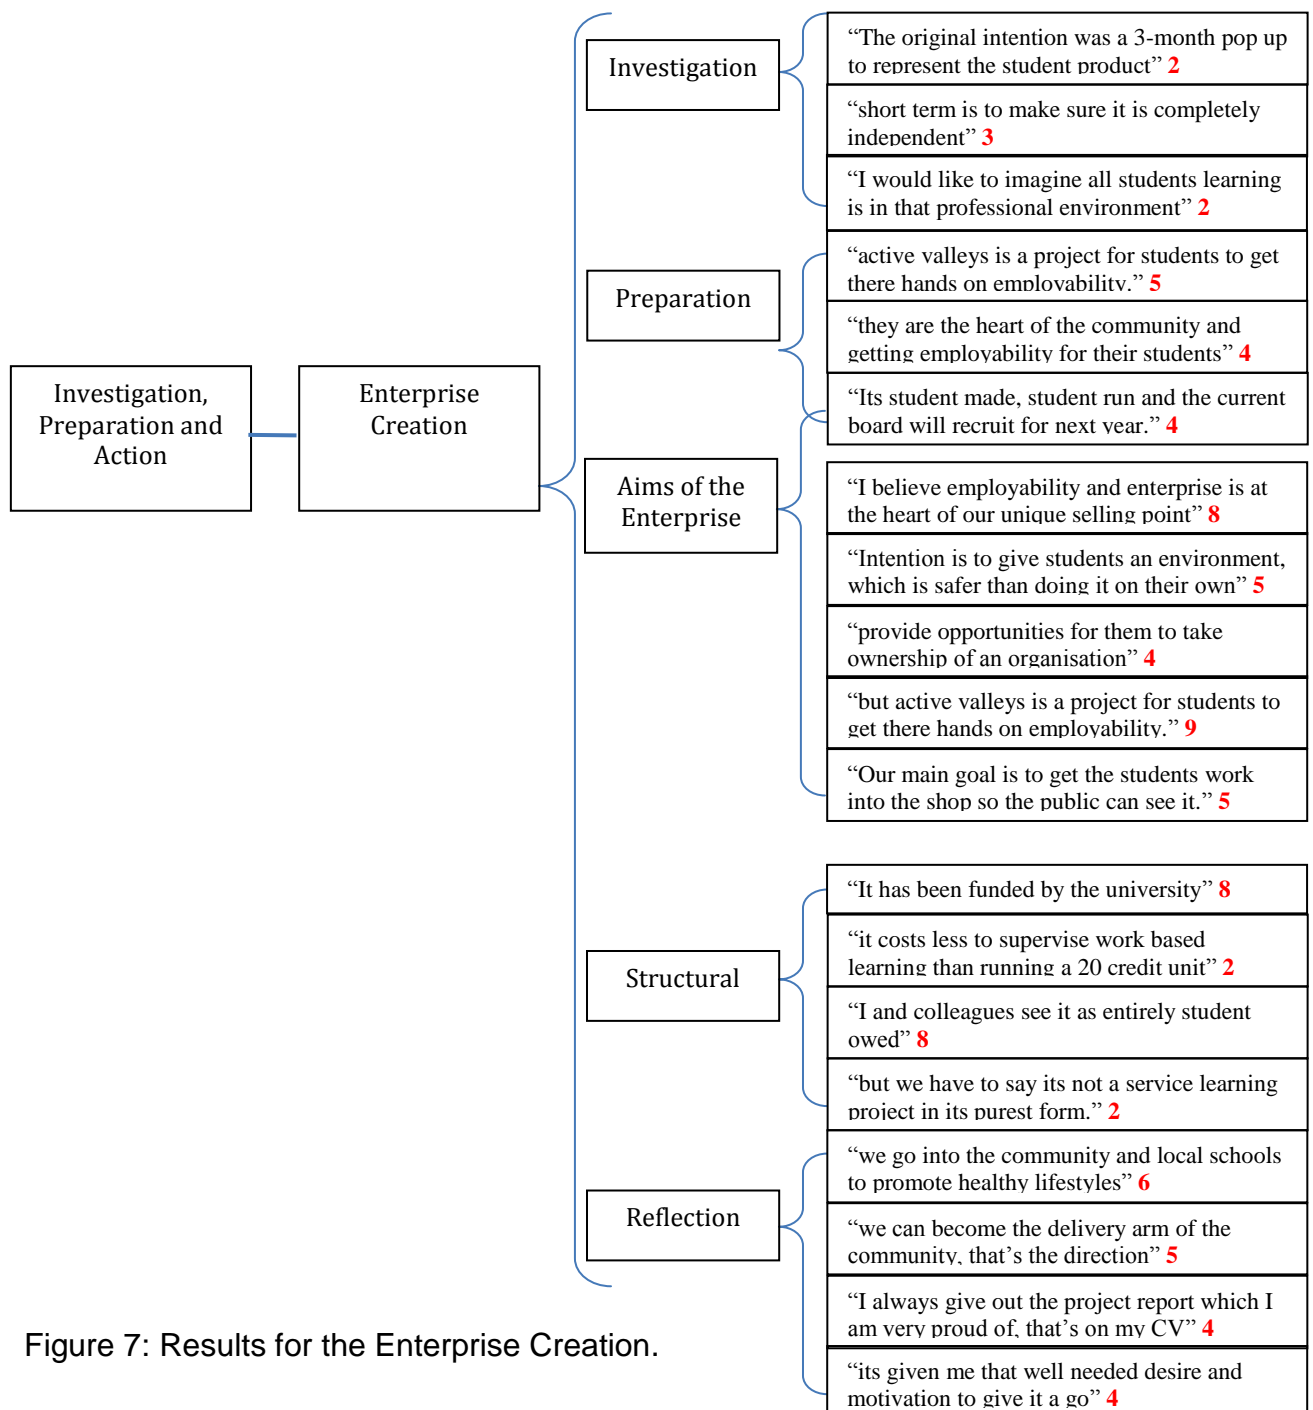 Investigation,
Preparation and
Action
Enterprise
Creation
Investigation
“The original intention was a 3-month pop up
to represent the student product” 2
“short term is to make sure it is completely
independent” 3
“I would like to imagine all students learning
is in that professional environment” 2
Preparation
“active valleys is a project for students to get
there hands on employability.” 5
“they are the heart of the community and
getting employability for their students” 4
“Its student made, student run and the current
board will recruit for next year.” 4
Aims of the
Enterprise
“I believe employability and enterprise is at
the heart of our unique selling point” 8
“Intention is to give students an environment,
which is safer than doing it on their own” 5
“provide opportunities for them to take
ownership of an organisation” 4
“but active valleys is a project for students to
get there hands on employability.” 9
“Our main goal is to get the students work
into the shop so the public can see it.” 5
Structural
“It has been funded by the university” 8
“it costs less to supervise work based
learning than running a 20 credit unit” 2
“I and colleagues see it as entirely student
owed” 8
“but we have to say its not a service learning
project in its purest form.” 2
Reflection
“we go into the community and local schools
to promote healthy lifestyles” 6
“we can become the delivery arm of the
community, that’s the direction” 5
“I always give out the project report which I
am very proud of, that’s on my CV” 4
“its given me that well needed desire and
motivation to give it a go” 4
Figure 7: Results for the Enterprise Creation.